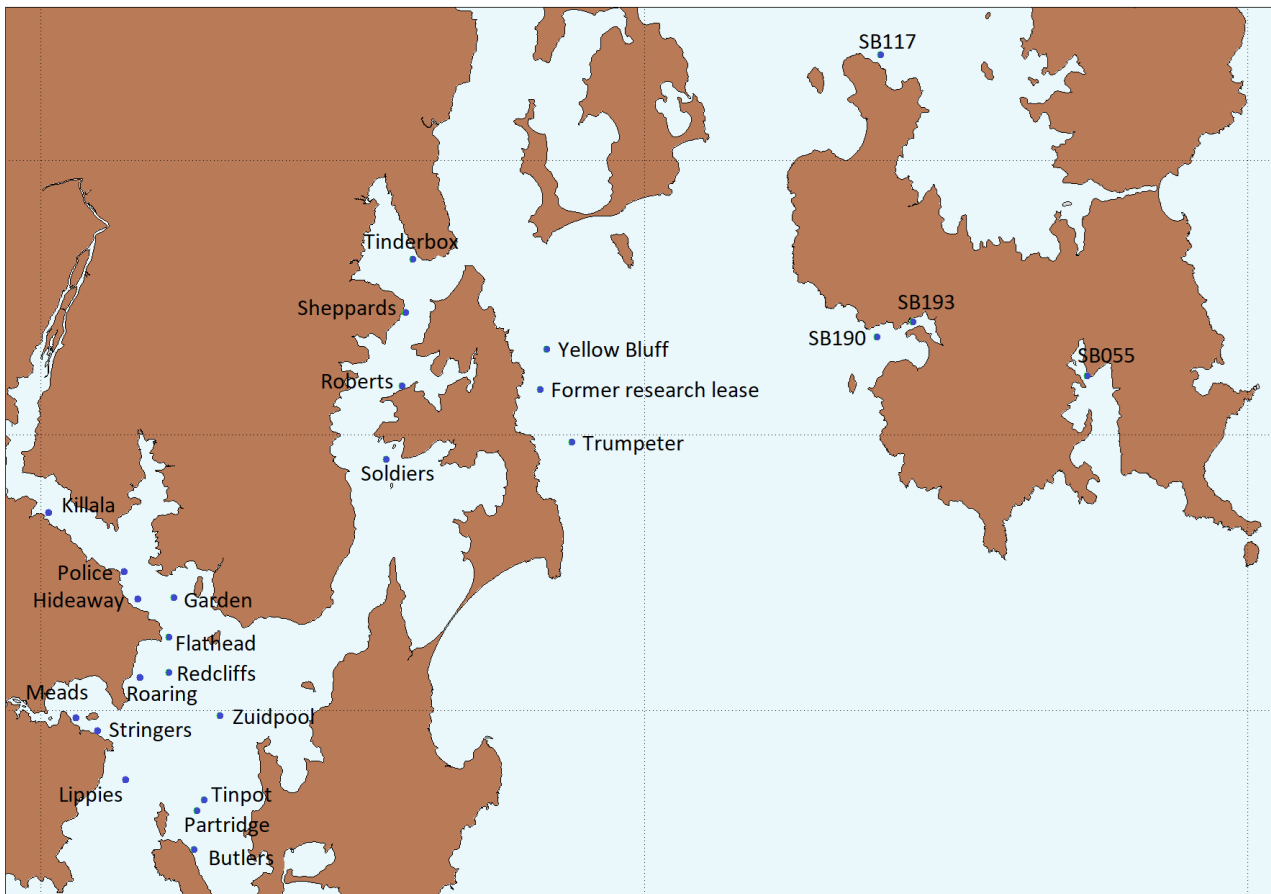 SB117
Tinderbox
Sheppards
SB193
SB190
Yellow Bluff
SB055
Roberts
Former research lease
Trumpeter
Soldiers
Killala
Police
Hideaway
Garden
Flathead
Redcliffs
Meads
Roaring
Zuidpool
Stringers
Lippies
Tinpot
Partridge
Butlers